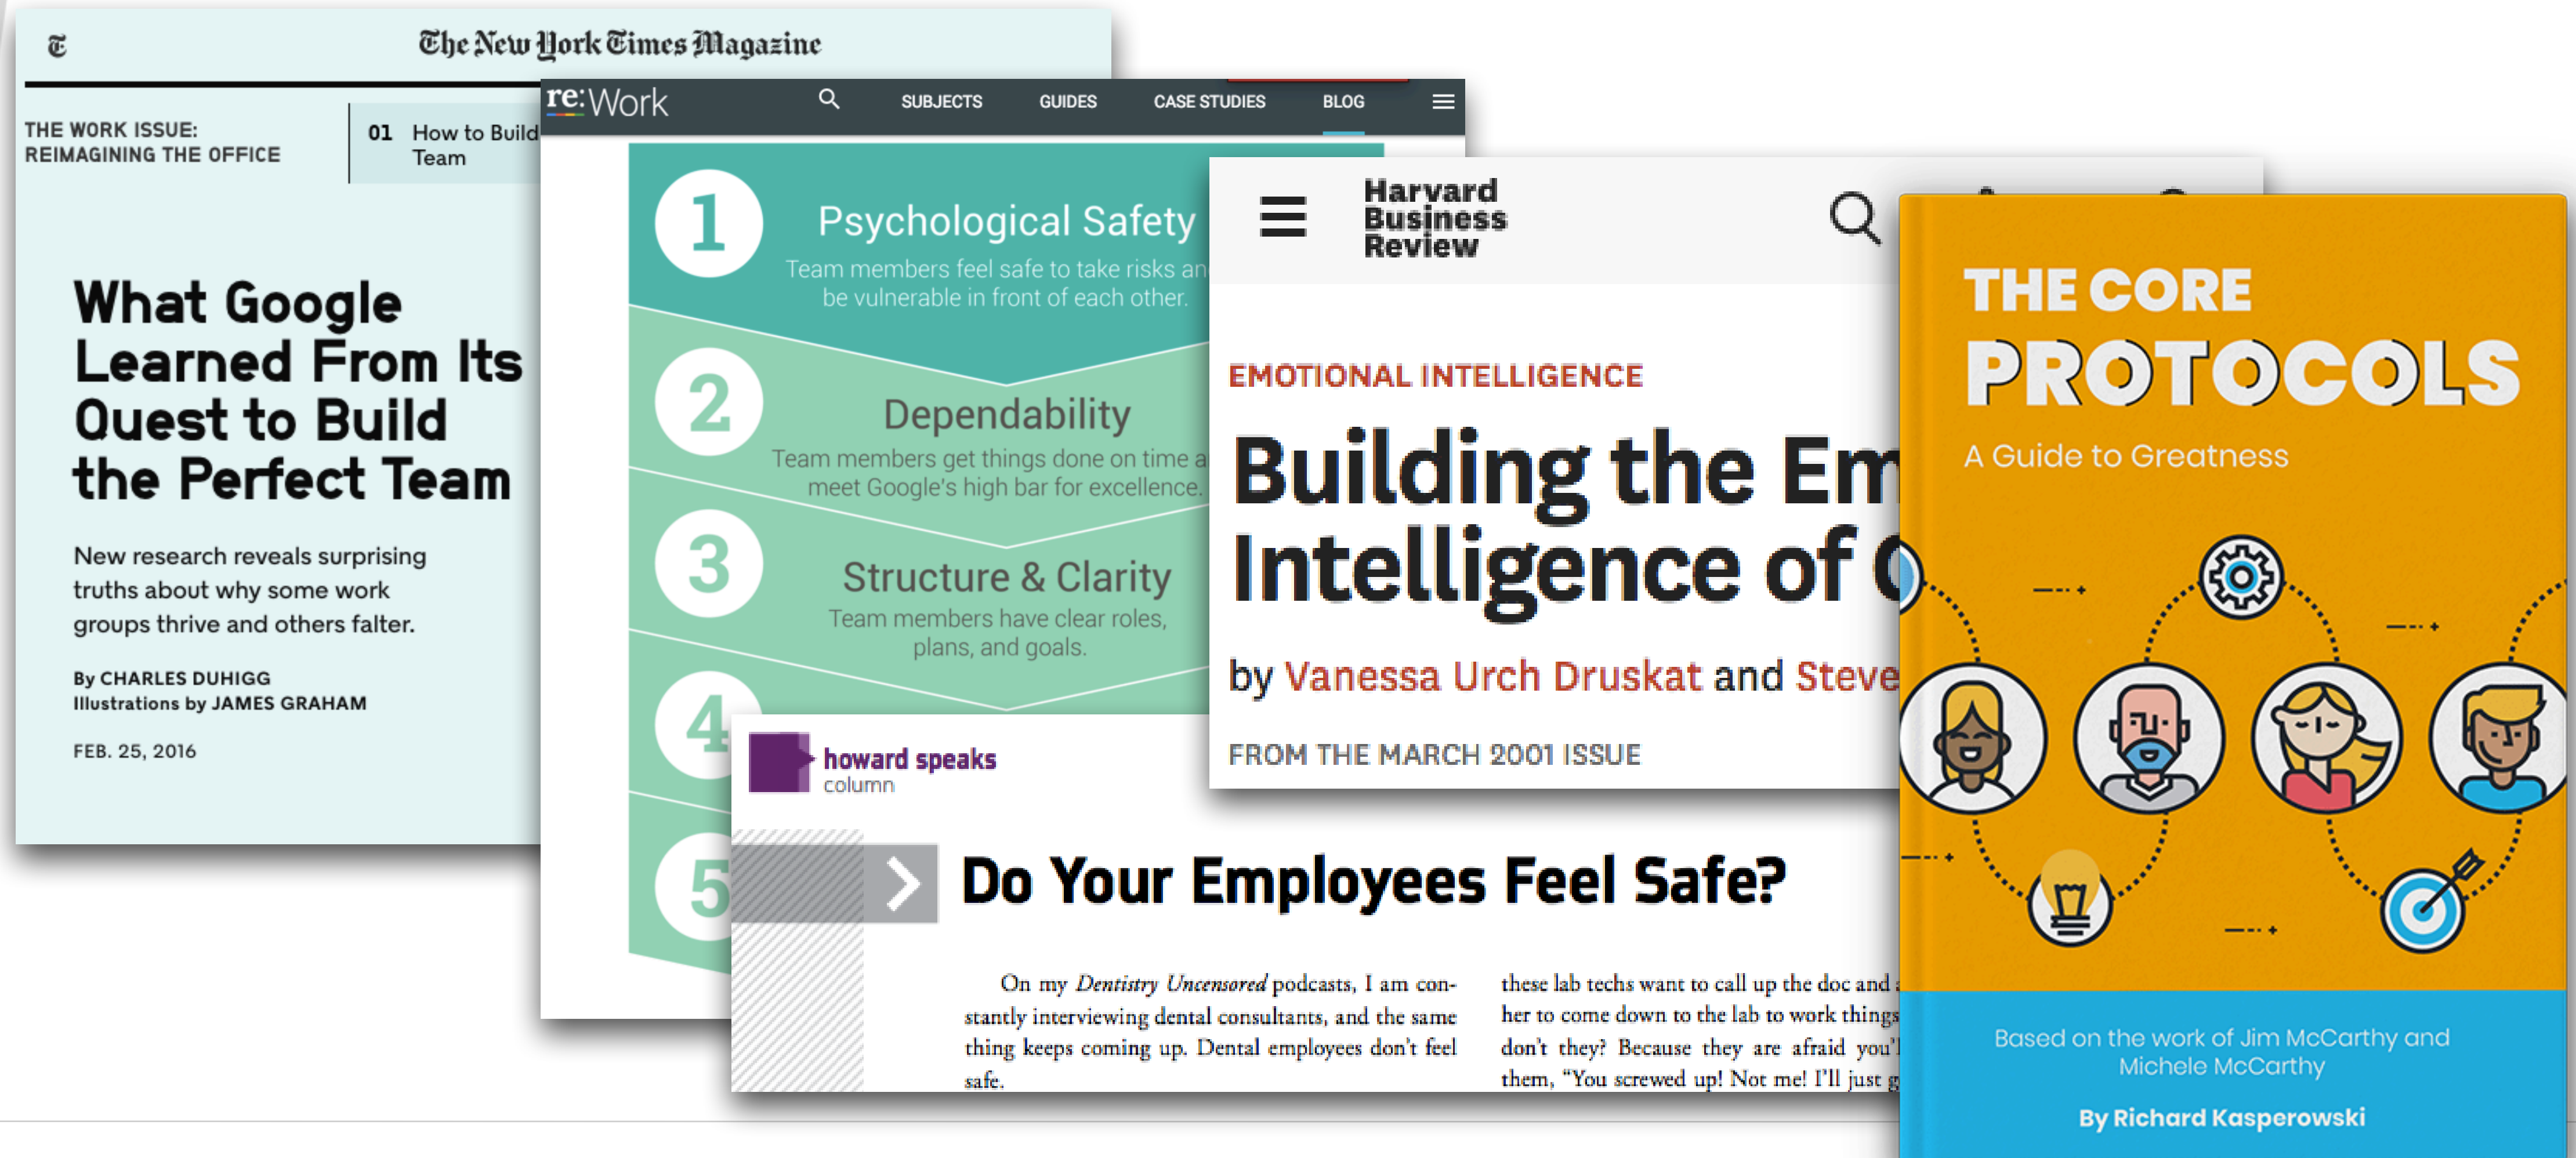 The New York Times Magazine
THE WORK ISSUE:
REIMAGINING THE OFFICE
01 How to Build
Team
What Google
Learned From Its
Quest to Build
the Perfect Team
New research reveals surprising
truths about why some work
groups thrive and others falter.
By CHARLES DUHIGG
Illustrations by JAMES GRAHAM
FEB. 25, 2016
re:Work
SUBJECTS GUIDES CASE STUDIES BLOG
1
Psychological Safety
Team members feel safe to take risks an
be vulnerable in front of each other.
2
Dependability
Team members get things done on time a
meet Google's high bar for excellence.
3
Structure & Clarity
Team members have clear roles,
plans, and goals.
4
5
Harvard
Business
Review
EMOTIONAL INTELLIGENCE
Building the Em
Intelligence of
by Vanessa Urch Druskat and Steve
FROM THE MARCH 2001 ISSUE
howard speaks
column
Do Your Employees Feel Safe?
On my Dentistry Uncensored podcasts, I am con-
stantly interviewing dental consultants, and the same
thing keeps coming up. Dental employees don't feel
safe.
these lab techs want to call up the doc and
her to come down to the lab to work things
don't they? Because they are afraid you'l
them, "You screwed up! Not me! I'll just g
THE CORE
PROTOCOLS
A Guide to Greatness
Based on the work of Jim McCarthy and
Michele McCarthy
By Richard Kasperowski